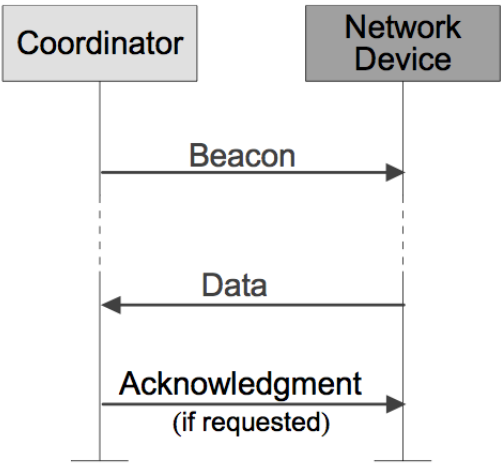 Coordinator
Network
Device
Beacon
Data
Acknowledgment
(if requested)